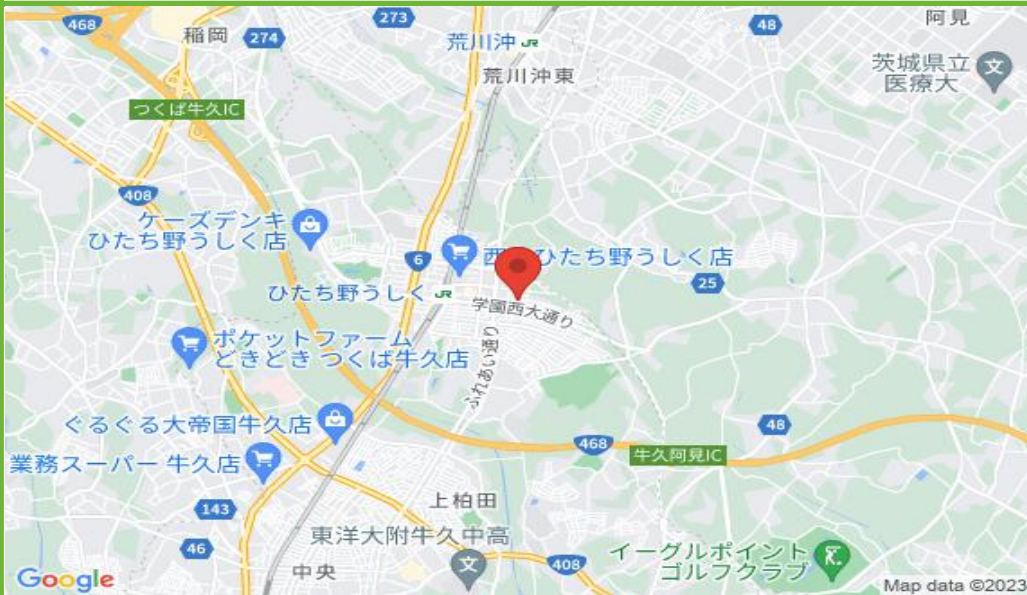 468
273
48
阿見
稲岡
274
荒川沖
JR
荒川沖東
茨城県立
医療大
文
つくば牛久IC
408
ケーズデンキ
ひたち野うしく店
6
西
ひたち野うしく店
25
ひたち野うしく
JR
学園西大通り
ふれあい通り
ポケットファーム
どきどき つくば牛久店
ぐるぐる大帝国牛久店
48
468
牛久阿見IC
業務スーパー 牛久店
上柏田
143
東洋大附牛久中高
文
46
408
イーグルポイント
ゴルフクラブ
中央
Google
Map data ©2023